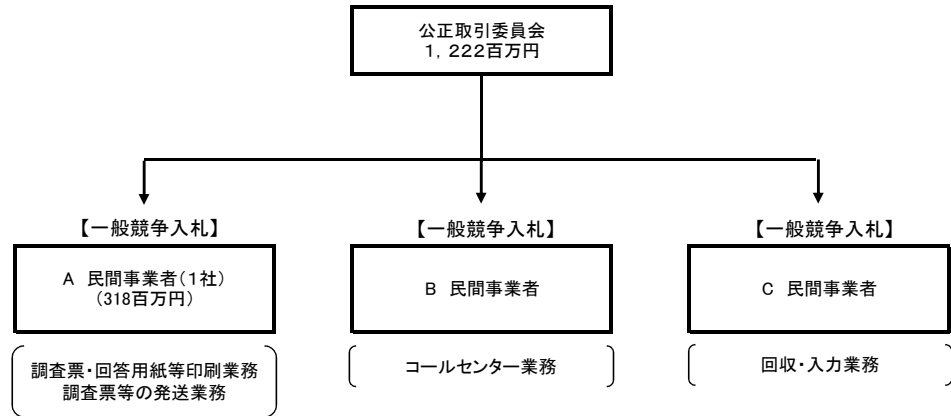 公正取引委員会
1，222百万円
【一般競争入札】
【一般競争入札】
【一般競争入札】
A　民間事業者（１社）
（318百万円）
B　民間事業者
C　民間事業者
調査票・回答用紙等印刷業務
調査票等の発送業務
コールセンター業務
回収・入力業務